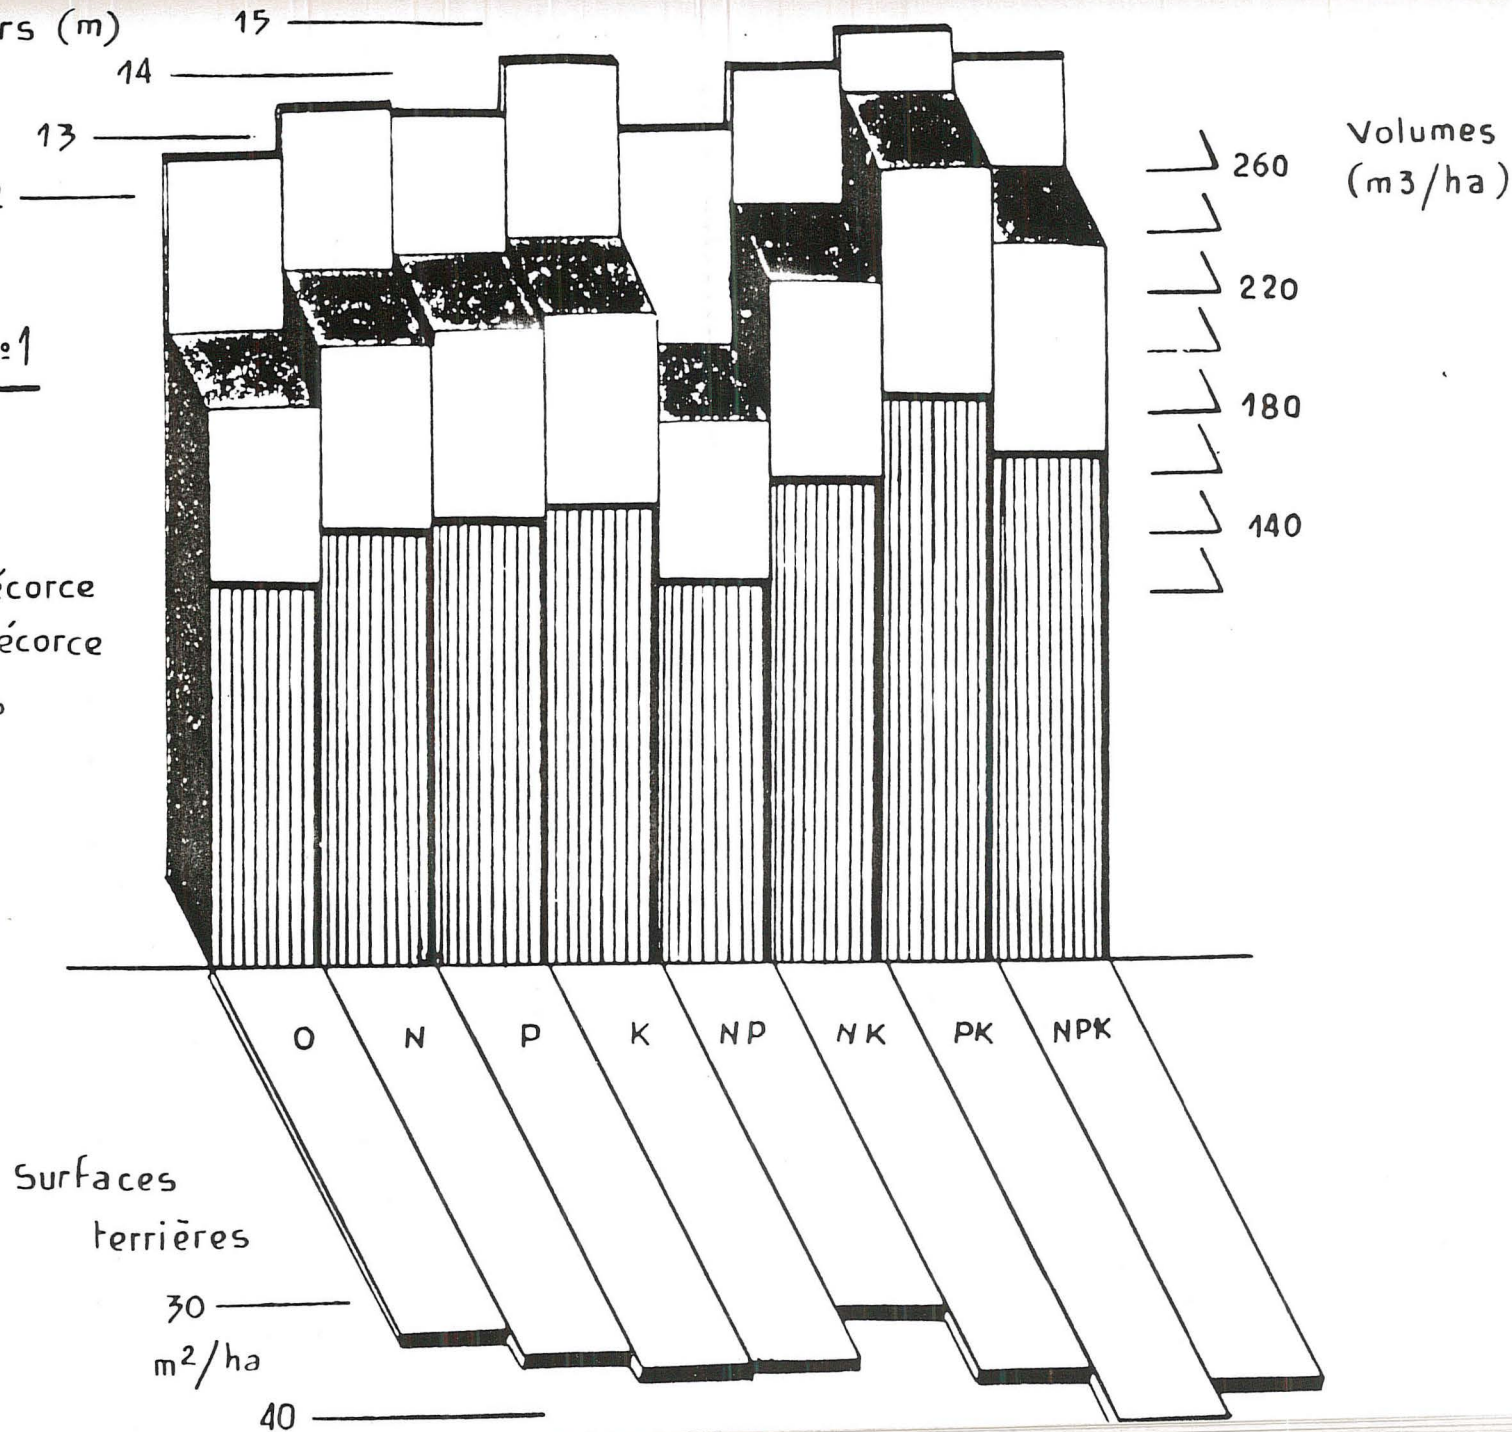 rs (m)
15
14
13
Volumes
(m3/ha)
260
220
180
140
º1
écorce
écorce
O N P K NP NK PK NPK
Surfaces
terrières
30
m²/ha
40